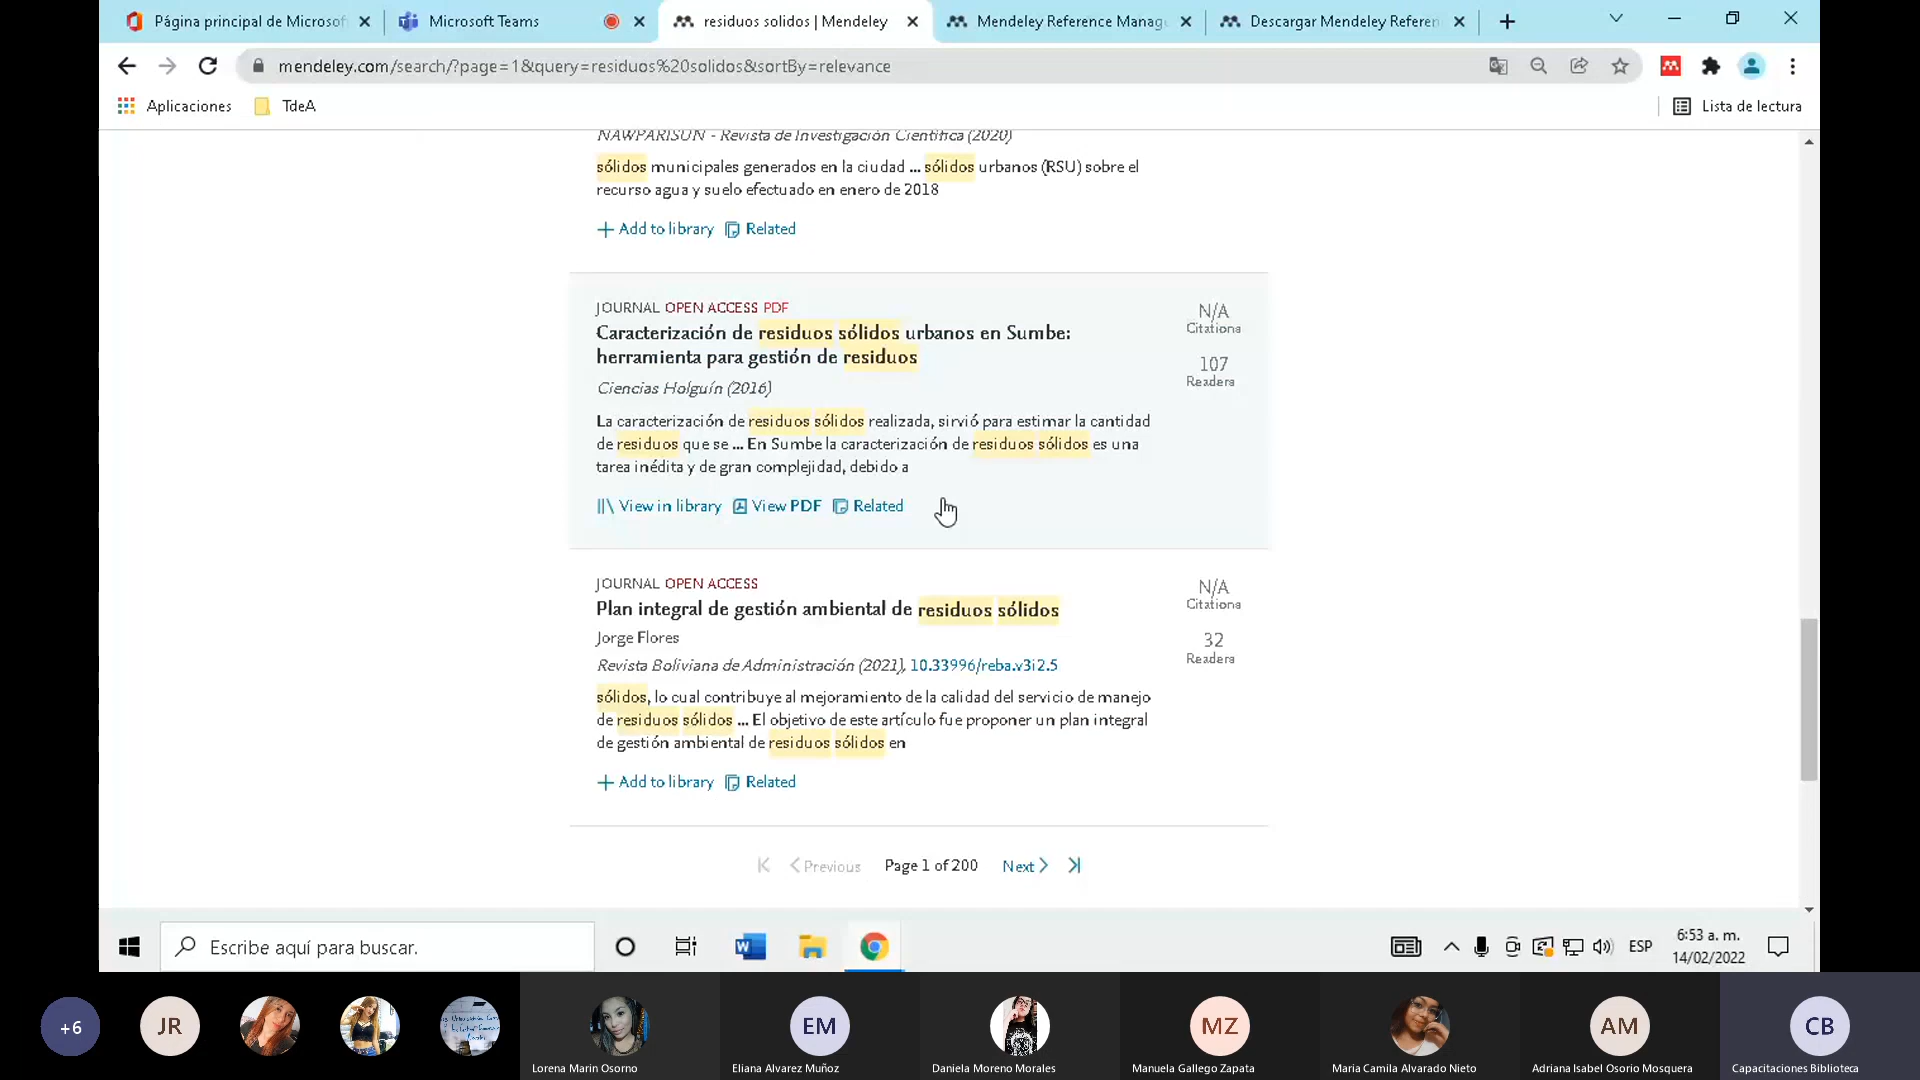 Página principal de Microsof
Microsoft Teams
residuos solidos | Mendeley
Mendeley Reference Manag
Descargar Mendeley Referen
mendeley.com/search/?page=1&query=residuos%20solidos&sortBy=relevance
Aplicaciones
TdeA
Lista de lectura
NAWPARISUN - Revista de Investigación Científica (2020)
sólidos municipales generados en la ciudad ... sólidos urbanos (RSU) sobre el
recurso agua y suelo efectuado en enero de 2018
Add to library Related
JOURNAL OPEN ACCESS PDF
Caracterización de residuos sólidos urbanos en Sumbe:
herramienta para gestión de residuos
Ciencias Holguín (2016)
N/A
Citations
107
Readers
La caracterización de residuos sólidos realizada, sirvió para estimar la cantidad
de residuos que se ... En Sumbe la caracterización de residuos sólidos es una
tarea inédita y de gran complejidad, debido a
View in library View PDF Related
JOURNAL OPEN ACCESS
Plan integral de gestión ambiental de residuos sólidos
Jorge Flores
Revista Boliviana de Administración (2021), 10.33996/reba.v3i2.5
N/A
Citations
32
Readers
sólidos, lo cual contribuye al mejoramiento de la calidad del servicio de manejo
de residuos sólidos ... El objetivo de este artículo fue proponer un plan integral
de gestión ambiental de residuos sólidos en
Add to library Related
Previous Page 1 of 200 Next
Escribe aquí para buscar.
ESP
6:53 a. m.
14/02/2022
+6
JR
EM
MZ
AM
CB
Lorena Marin Osorno
Eliana Alvarez Muñoz
Daniela Moreno Morales
Manuela Gallego Zapata
Maria Camila Alvarado Nieto
Adriana Isabel Osorio Mosquera
Capacitaciones Biblioteca